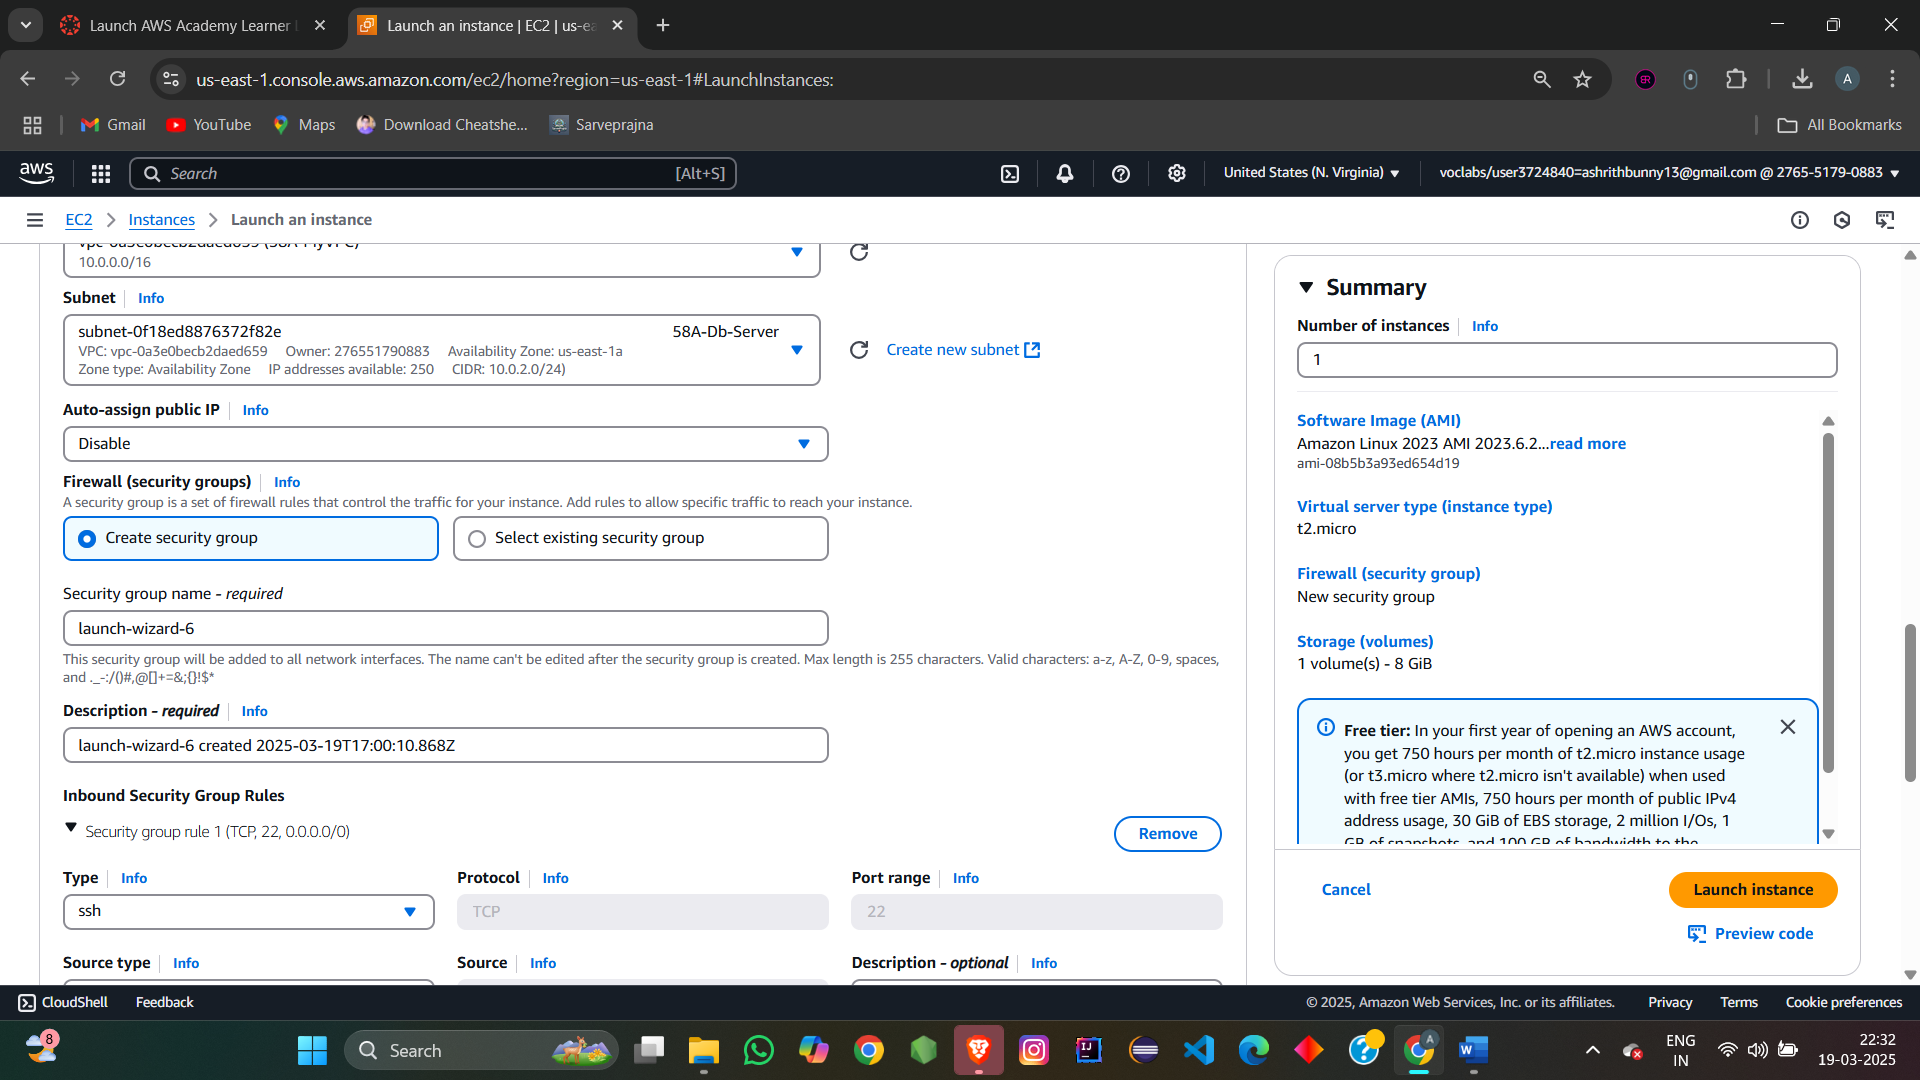 Launch AWS Academy Learner L
Launch an instance | EC2 | us-ea
us-east-1.console.aws.amazon.com/ec2/home?region=us-east-1#LaunchInstances:
A
Gmail
YouTube
Maps
Download Cheatshe...
Sarveprajna
All Bookmarks
aws
Search
[Alt+S]
United States (N. Virginia)
voclabs/user3724840=ashrithbunny13@gmail.com @ 2765-5179-0883
EC2
Instances
Launch an instance
vpc-0a3e0becb2daed659 (58A-MyVPC)
10.0.0.0/16
Subnet
Info
subnet-0f18ed8876372f82e
58A-Db-Server
VPC: vpc-0a3e0becb2daed659 Owner: 276551790883 Availability Zone: us-east-1a
Zone type: Availability Zone IP addresses available: 250 CIDR: 10.0.2.0/24)
Create new subnet
Auto-assign public IP
Info
Disable
Firewall (security groups)
Info
A security group is a set of firewall rules that control the traffic for your instance. Add rules to allow specific traffic to reach your instance.
Create security group
Select existing security group
Security group name - required
launch-wizard-6
This security group will be added to all network interfaces. The name can't be edited after the security group is created. Max length is 255 characters. Valid characters: a-z, A-Z, 0-9, spaces,
and ._-:/()#,@[]+=&;{}!$*
Description - required
Info
launch-wizard-6 created 2025-03-19T17:00:10.868Z
Inbound Security Group Rules
Security group rule 1 (TCP, 22, 0.0.0.0/0)
Remove
Type
Info
Protocol
Info
Port range
Info
ssh
TCP
22
Source type
Info
Source
Info
Description - optional
Info
Summary
Number of instances
Info
1
Software Image (AMI)
Amazon Linux 2023 AMI 2023.6.2...read more
ami-08b5b3a93ed654d19
Virtual server type (instance type)
t2.micro
Firewall (security group)
New security group
Storage (volumes)
1 volume(s) - 8 GiB
Free tier: In your first year of opening an AWS account,
you get 750 hours per month of t2.micro instance usage
(or t3.micro where t2.micro isn't available) when used
with free tier AMIs, 750 hours per month of public IPv4
address usage, 30 GiB of EBS storage, 2 million I/Os, 1
GB of snapshots, and 100 GB of bandwidth to the
Cancel
Launch instance
Preview code
CloudShell
Feedback
© 2025, Amazon Web Services, Inc. or its affiliates.
Privacy
Terms
Cookie preferences
8
Search
ENG
IN
22:32
19-03-2025